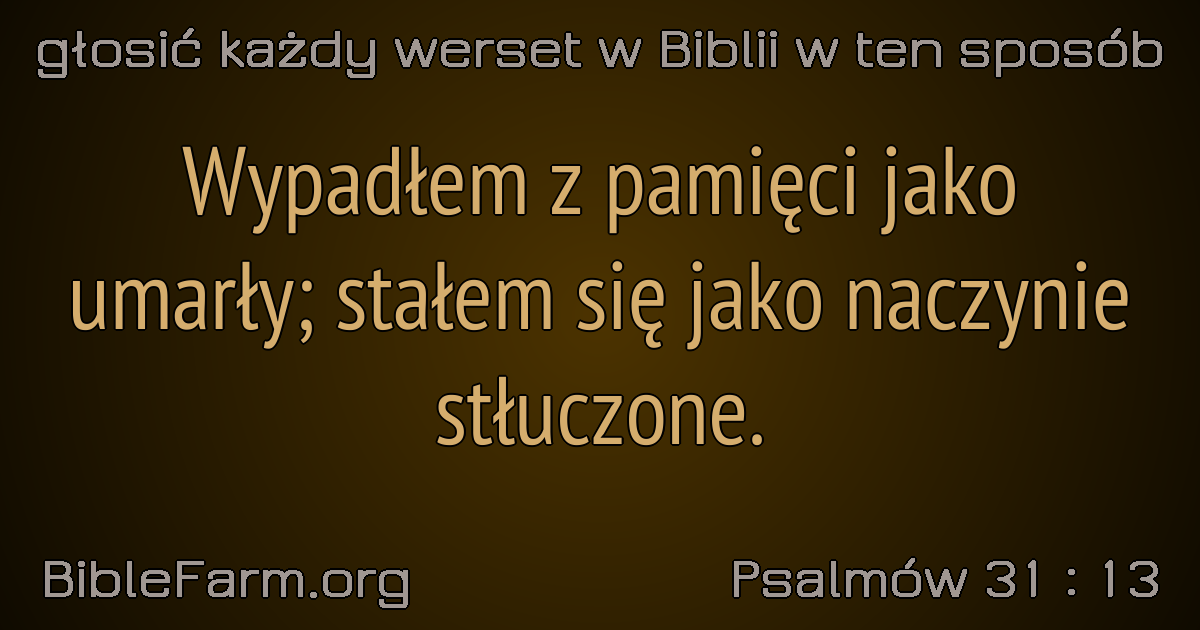 głosić każdy werset w Biblii w ten sposób
Wypadłem z pamięci jako
umarły; stałem się jako naczynie
stłuczone.
BibleFarm.org
Psalmów 31 : 13